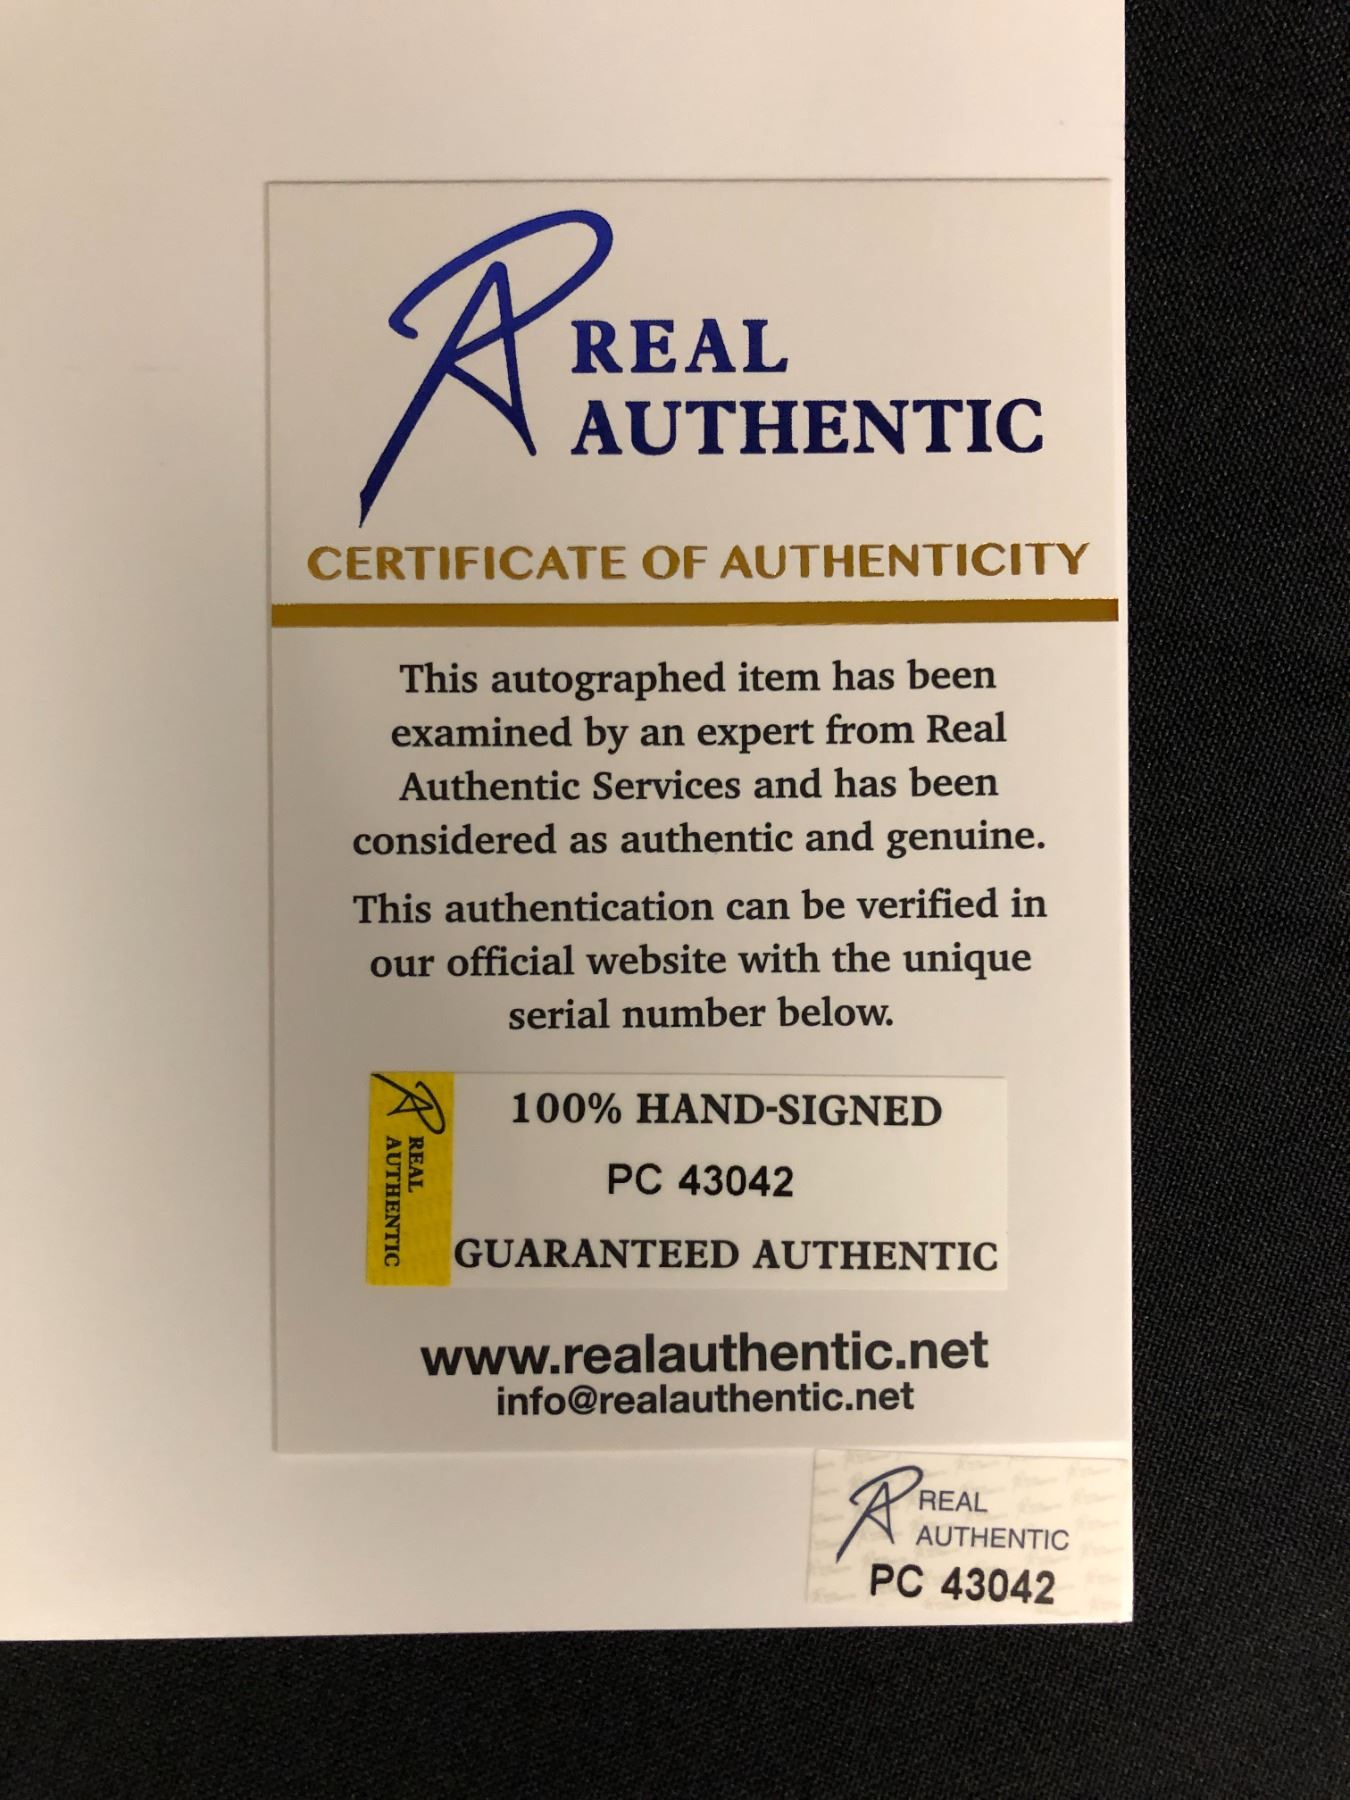 REAL
AUTHENTIC
CERTIFICATE OF AUTHENTICITY
This autographed item has been
examined by an expert from Real
Authentic Services and has been
considered as authentic and genuine.
This authentication can be verified in
our official website with the unique
serial number below.
REAL
AUTHENTIC
100% HAND-SIGNED
PC 43042
GUARANTEED AUTHENTIC
www.realauthentic.net
info@realauthentic.net
REAL
AUTHENTIC
PC 43042